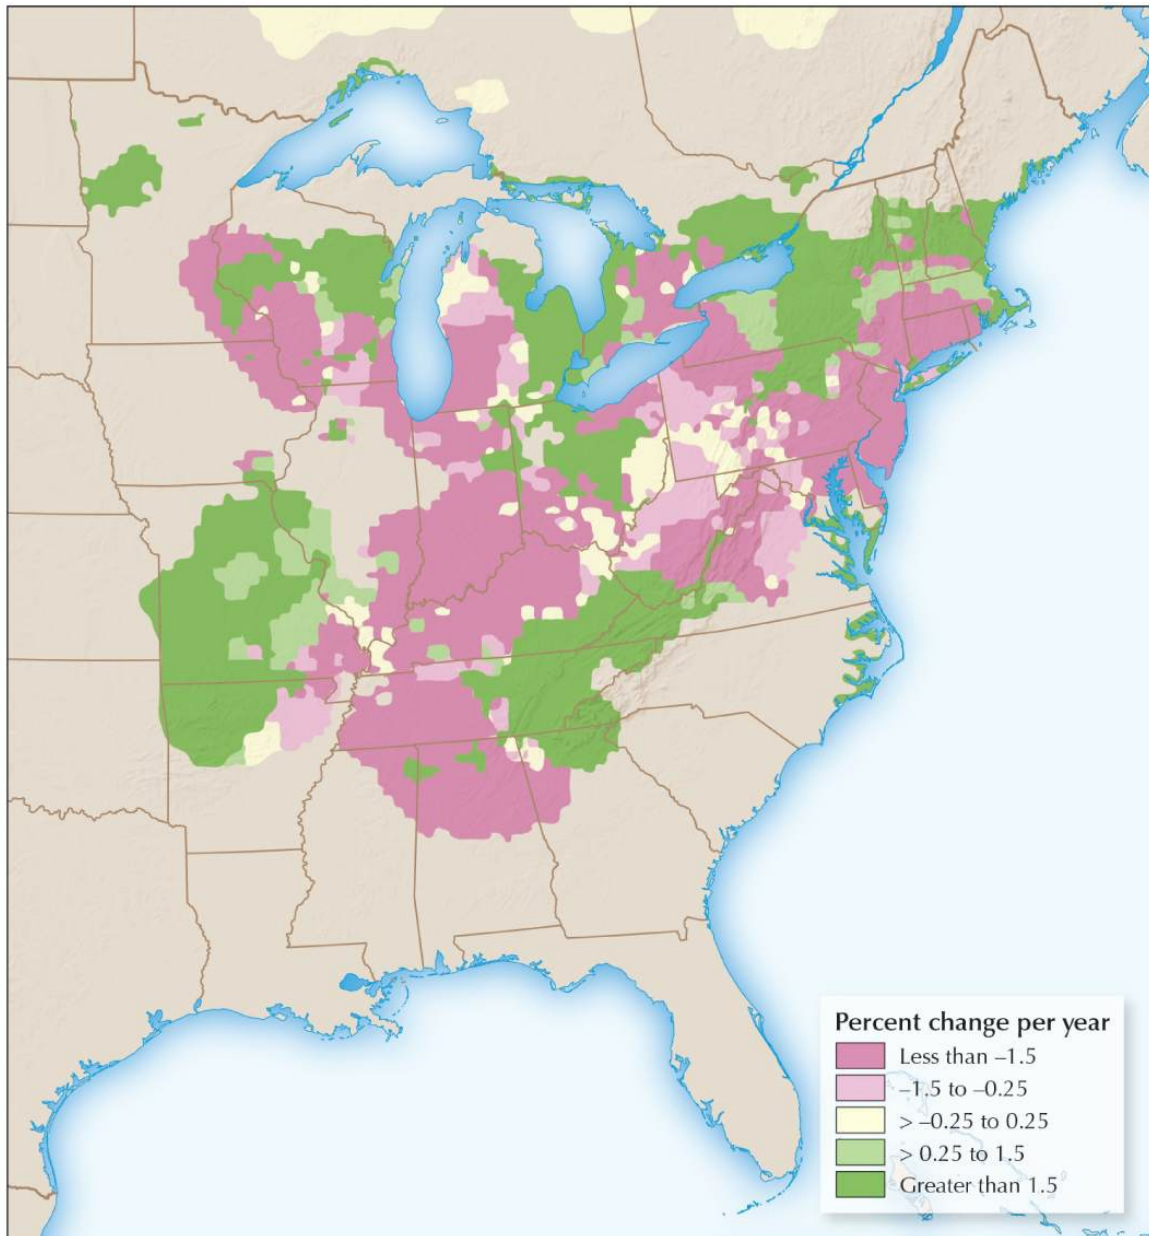 Percent change per year
Less than –1.5
–1.5 to –0.25
> –0.25 to 0.25
> 0.25 to 1.5
Greater than 1.5